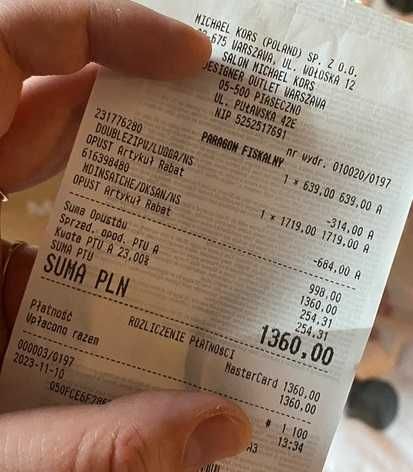 MICHAEL KORS (POLAND) SP. Z O.O.
-675 WARSZAWA, UL. WOŁOSKA 12
SALON MICHAEL KORS
DESIGNER OUTLET WARSZAWA
05-500 PIASECZNO
UL. PUŁAWSKA 42E
NIP 5252517691
nr wydr. 010020/0197
PARAGON FISKALNY
231776280
DOUBLEZIPW/LUGGA/NS 1 × 639,00 639,00 A
OPUST Artykuł Rabat -314,00 A
616398480
MDINSAICHE/DKSAN/NS 1 × 1719,00 1719,00 A
OPUST Artykuł Rabat -684,00 A
Suma Opustów 998,00
Sprzed. opod. PTU A 1360,00
Kwota PTU A 23,00% 254,31
SUMA PTU 254,31
SUMA PLN 1360,00
ROZLICZENIE PŁATNOŚCI
Płatność MasterCard 1360,00
Wpłacono razem 1360,00
000003/0197 # 1 100
2023-11-10 13:34